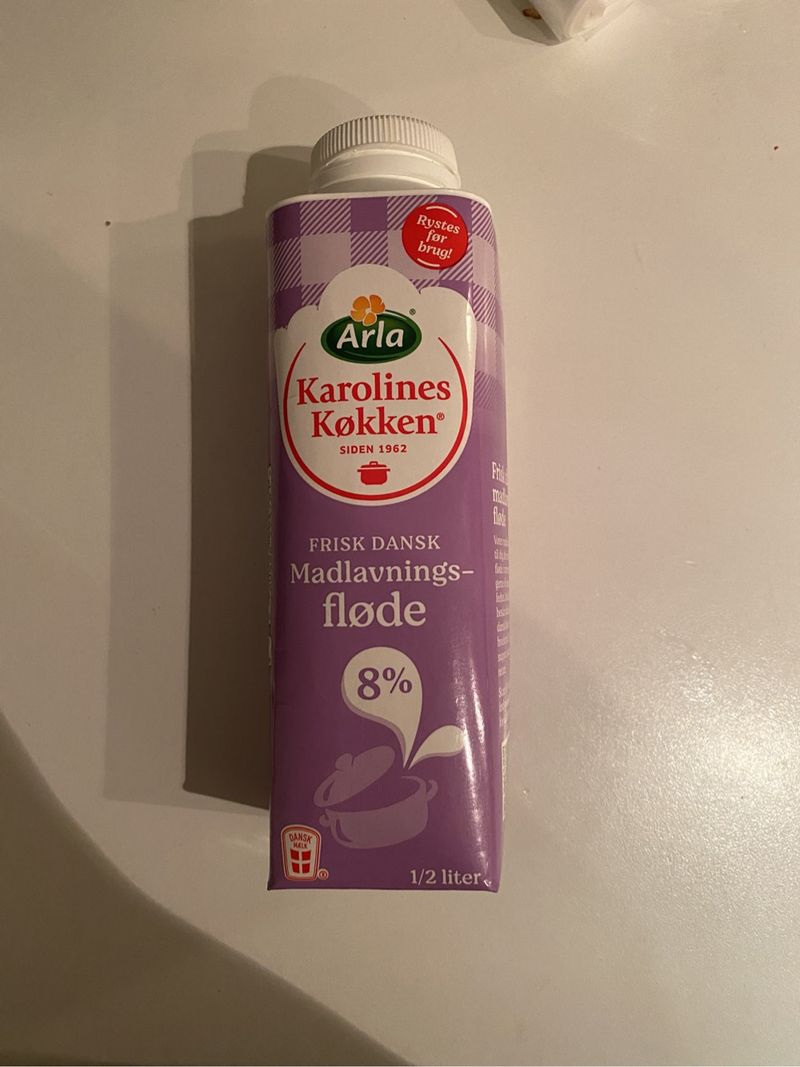 Rystes
før
brug!
Arla®
Karolines
Køkken®
SIDEN 1962
FRISK DANSK
Madlavnings-
fløde
8%
DANSK
MÆLK
1/2 liter